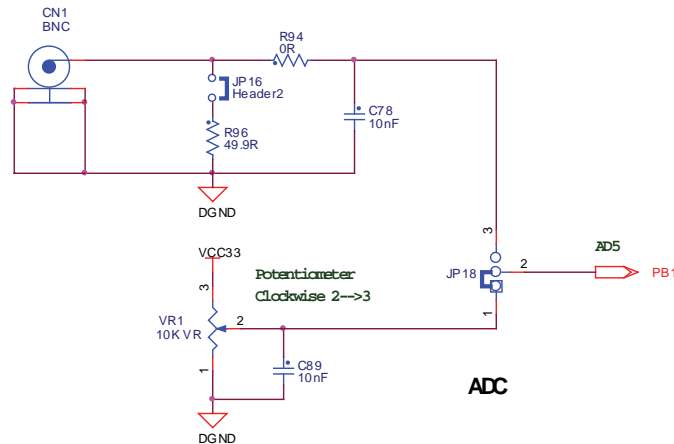 CN1
BNC
R94
0R
JP16
Header2
C78
10nF
R96
49.9R
DGND
3
AD5
VCC33
2
PB1
Potentiometer
JP18
Clockwise 2-->3
3
VR1
10K VR
2
1
C89
10nF
1
ADC
DGND